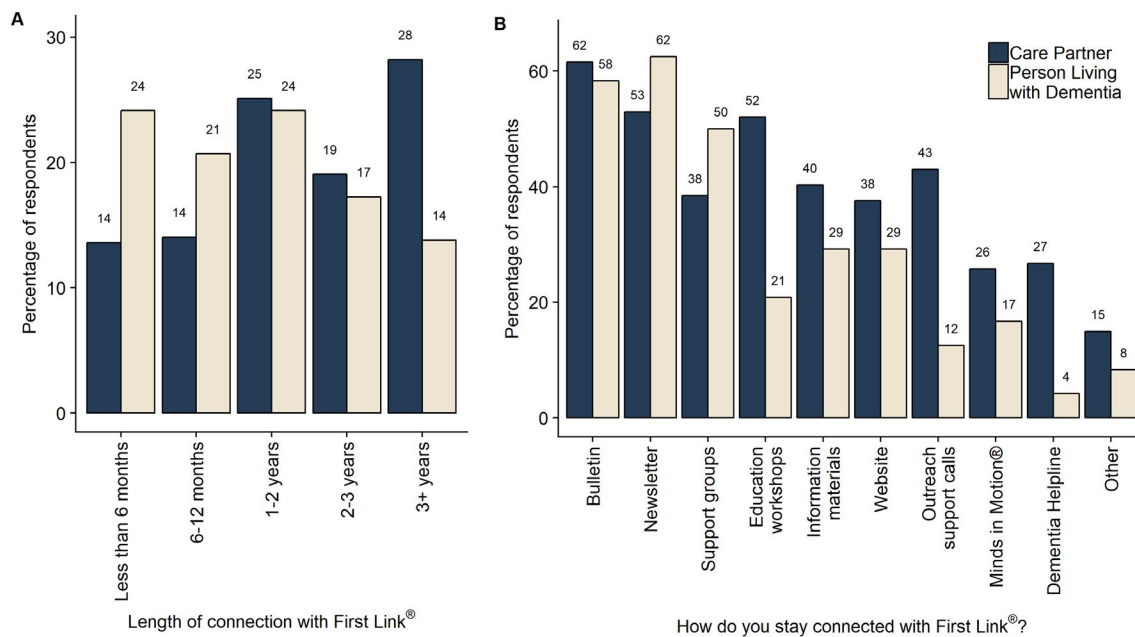 A
Percentage of respondents
30
20
10
0
14
24
14
21
25
24
19
17
28
14
Less than 6 months
6-12 months
1-2 years
2-3 years
3+ years
Length of connection with First Link®
B
Care Partner
Person Living
with Dementia
Percentage of respondents
60
40
20
0
62
58
53
62
38
50
52
21
40
29
38
29
43
12
26
17
27
4
15
8
Bulletin
Newsletter
Support groups
Education
workshops
Information
materials
Website
Outreach
support calls
Minds in Motion®
Dementia Helpline
Other
How do you stay connected with First Link®?